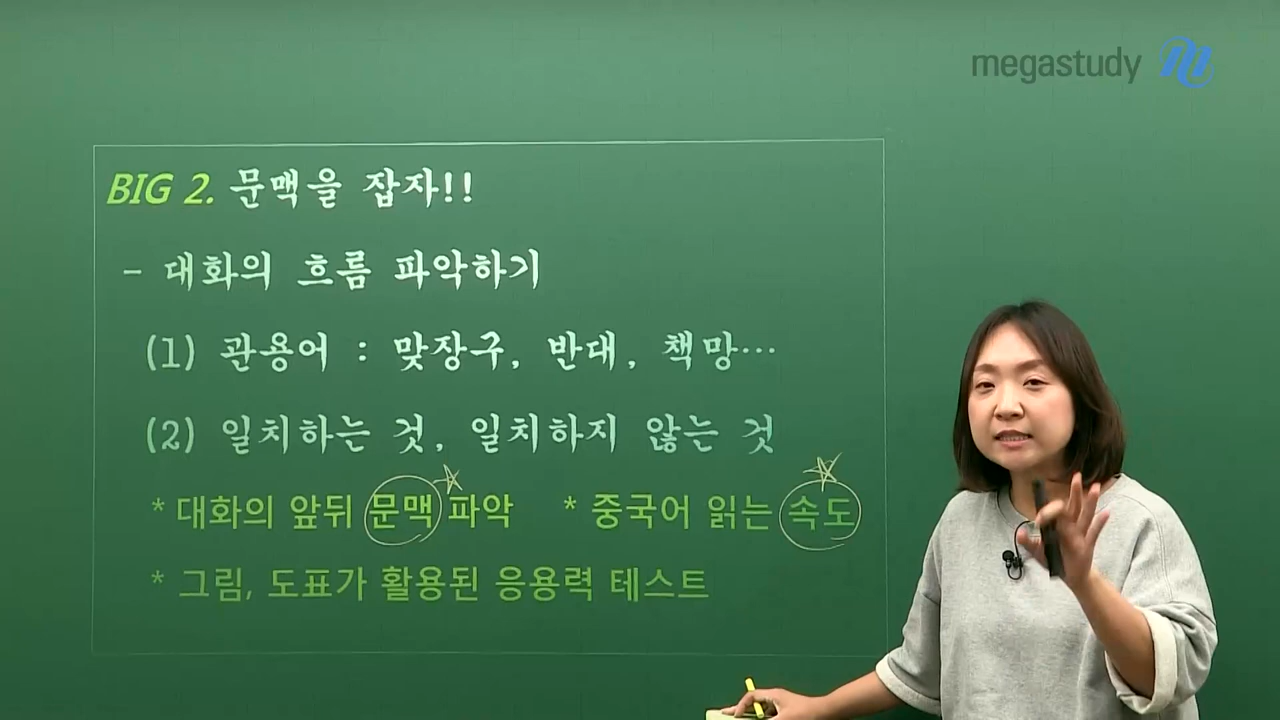 megastudy
BIG 2. 문맥을 잡자!!
- 대화의 흐름 파악하기
(1) 관용어 : 맞장구, 반대, 책망…
(2) 일치하는 것, 일치하지 않는 것
* 대화의 앞뒤 문맥 파악 * 중국어 읽는 속도
* 그림, 도표가 활용된 응용력 테스트